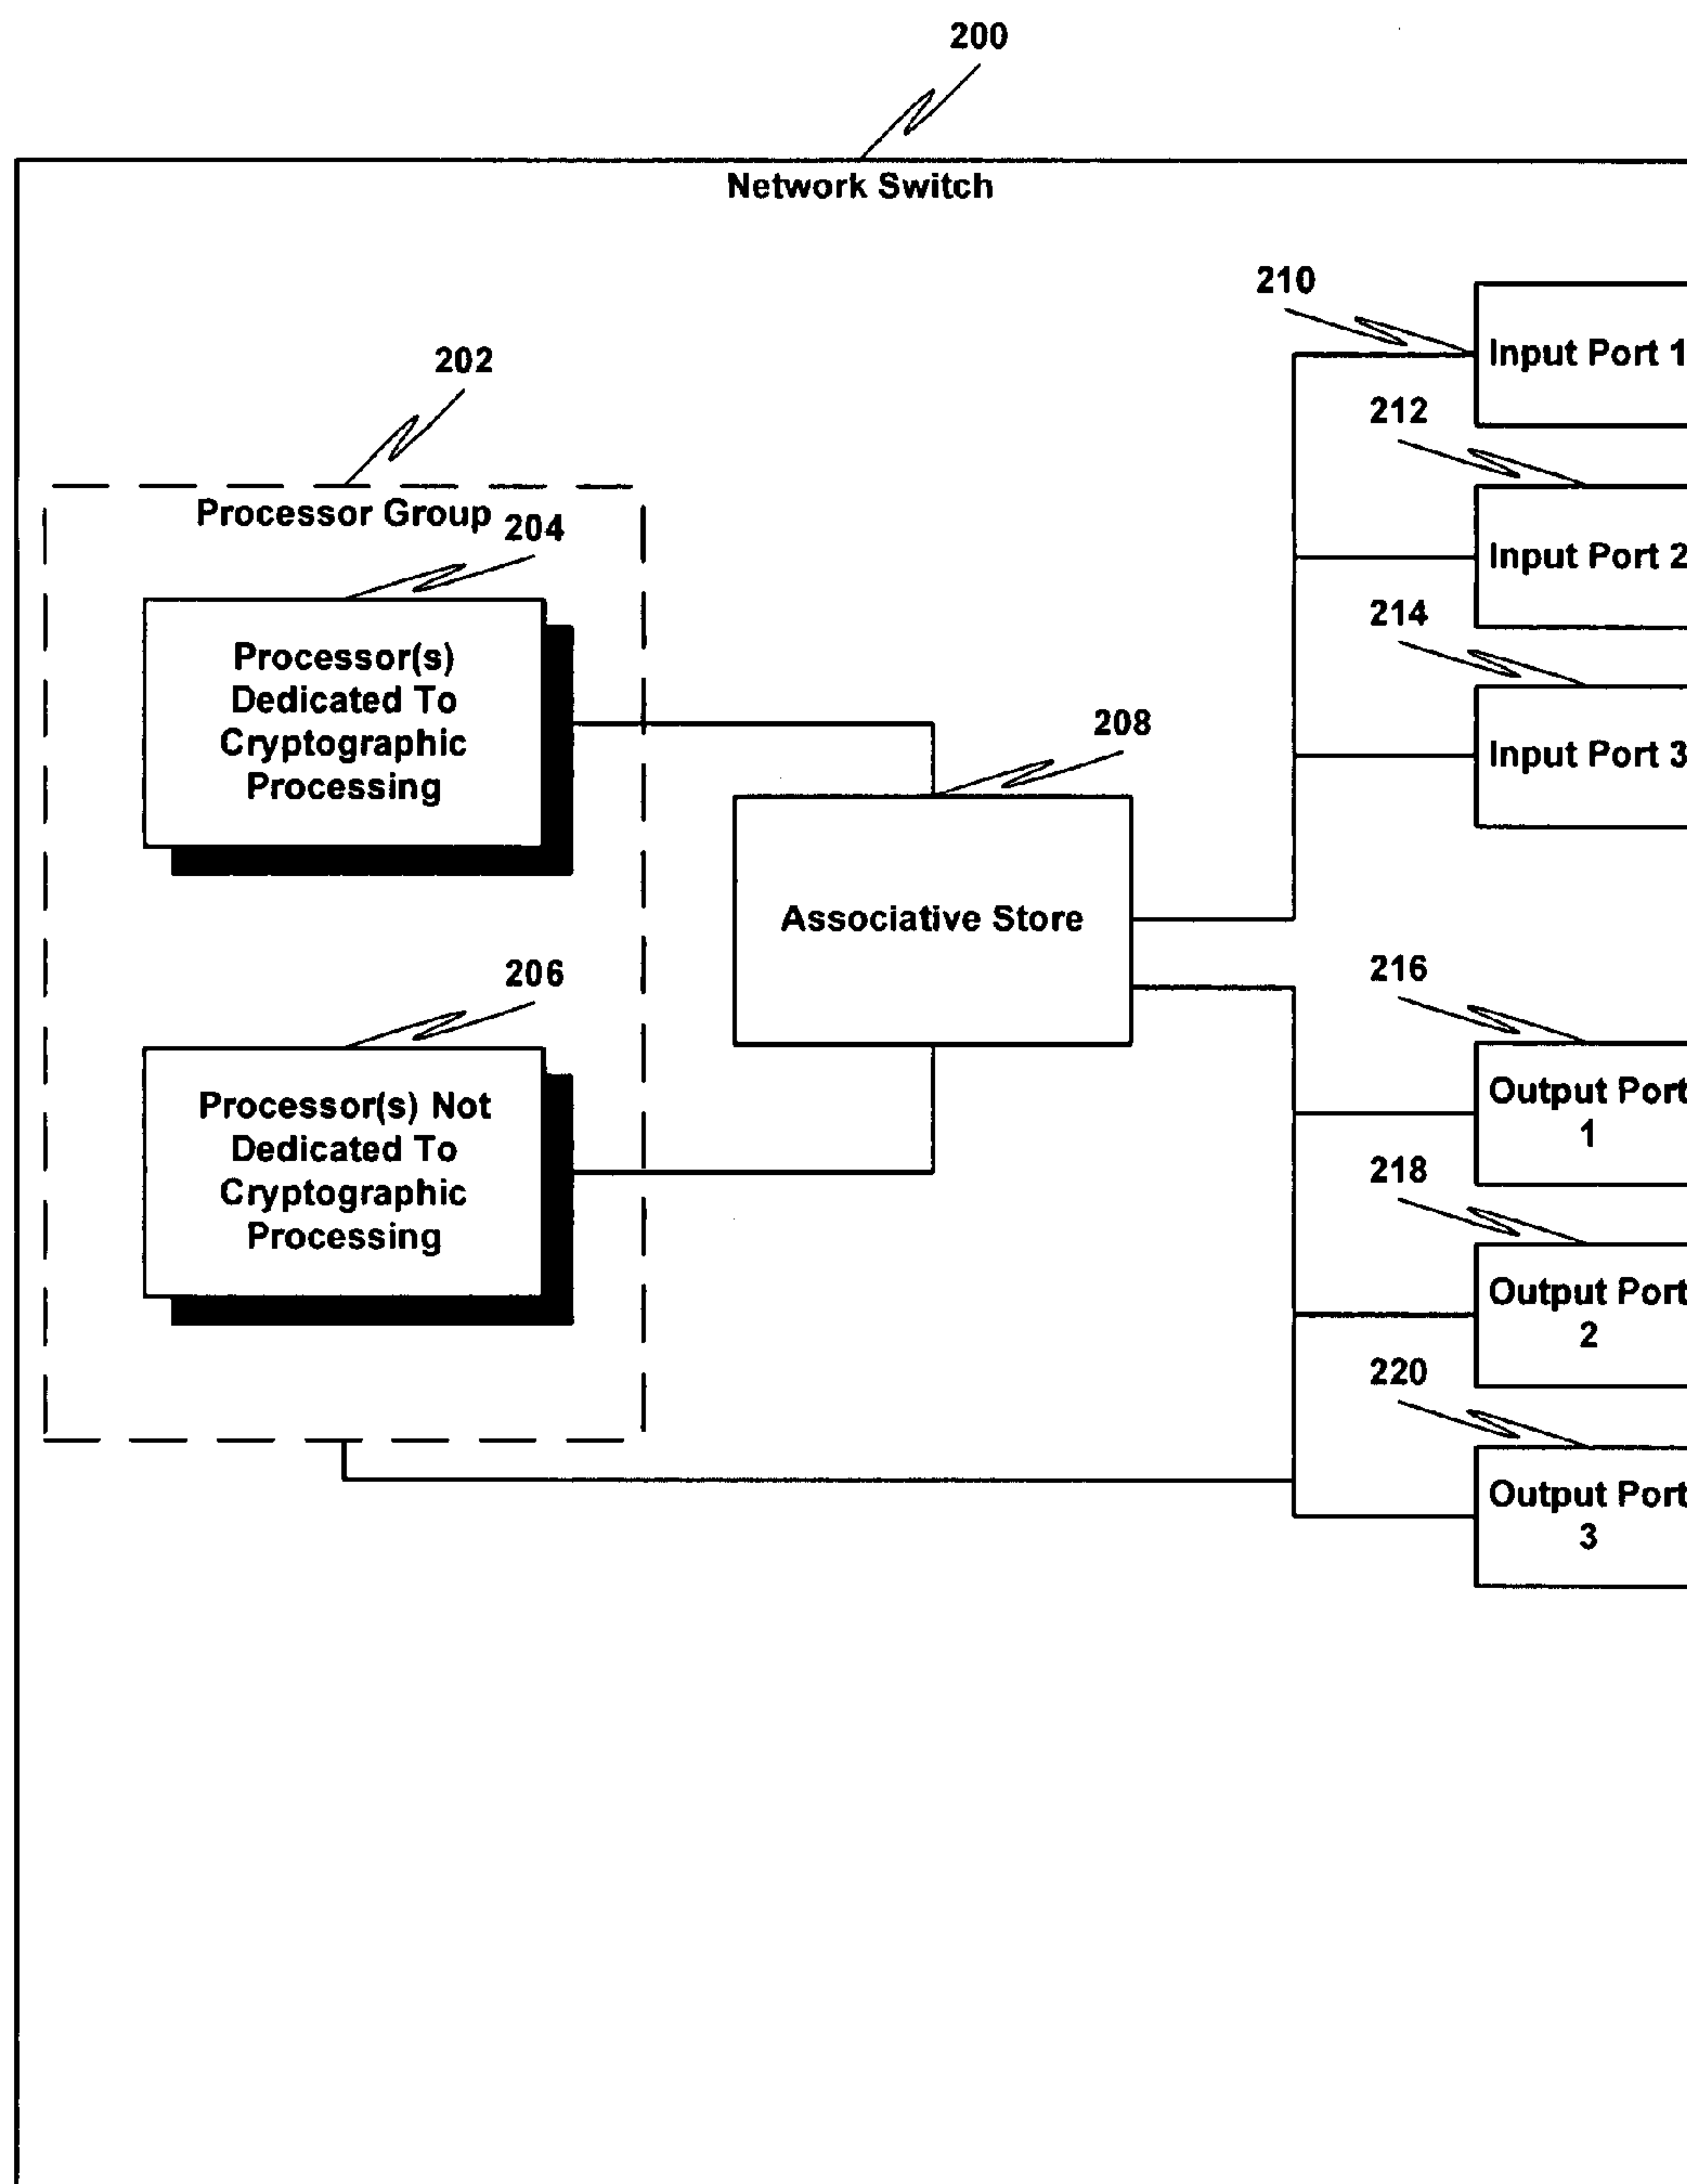 200
Network Switch
210
Input Port 1
202
212
Processor Group
204
Input Port 2
214
Processor(s)
Dedicated To
Cryptographic
Processing
208
Input Port 3
Associative Store
206
216
Processor(s) Not
Dedicated To
Cryptographic
Processing
Output Port
1
218
Output Port
2
220
Output Port
3